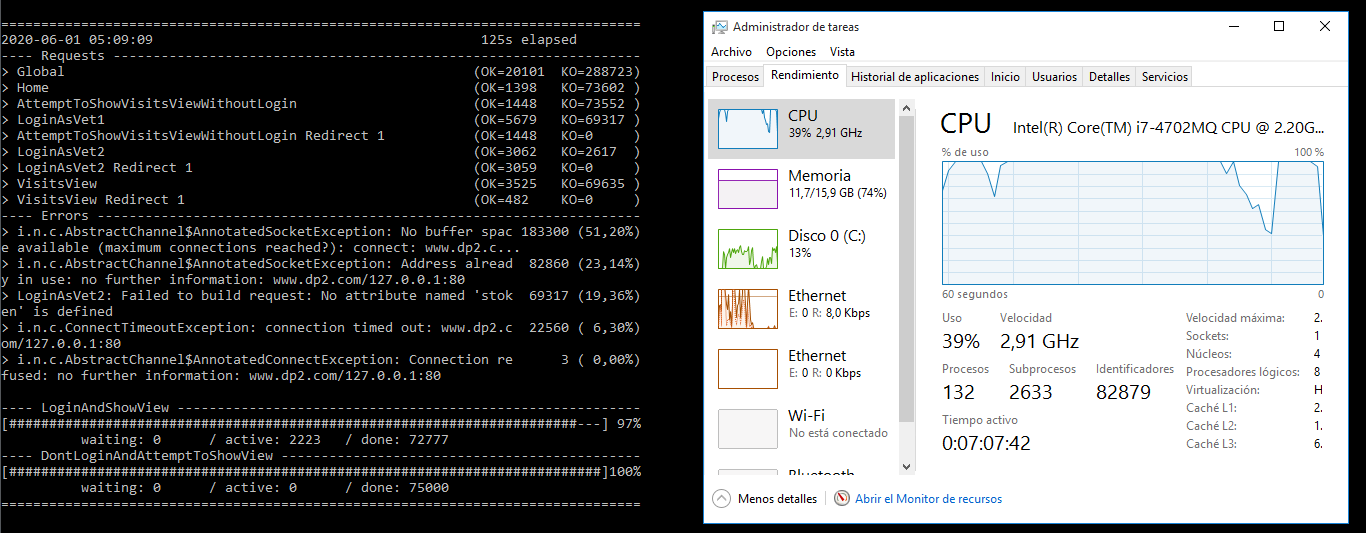 ================================================================================
2020-06-01 05:09:09                                         125s elapsed
---- Requests ------------------------------------------------------------------
> Global                                                   (OK=20101  KO=288723)
> Home                                                     (OK=1398   KO=73602 )
> AttemptToShowVisitsViewWithoutLogin                      (OK=1448   KO=73552 )
> LoginAsVet1                                              (OK=5679   KO=69317 )
> AttemptToShowVisitsViewWithoutLogin Redirect 1           (OK=1448   KO=0     )
> LoginAsVet2                                              (OK=3062   KO=2617  )
> LoginAsVet2 Redirect 1                                   (OK=3059   KO=0     )
> VisitsView                                               (OK=3525   KO=69635 )
> VisitsView Redirect 1                                    (OK=482    KO=0     )
---- Errors --------------------------------------------------------------------
> i.n.c.AbstractChannel$AnnotatedSocketException: No buffer spac 183300 (51,20%)
e available (maximum connections reached?): connect: www.dp2.c...
> i.n.c.AbstractChannel$AnnotatedSocketException: Address alread  82860 (23,14%)
y in use: no further information: www.dp2.com/127.0.0.1:80
> LoginAsVet2: Failed to build request: No attribute named 'stok  69317 (19,36%)
en' is defined
> i.n.c.ConnectTimeoutException: connection timed out: www.dp2.c  22560 ( 6,30%)
om/127.0.0.1:80
> i.n.c.AbstractChannel$AnnotatedConnectException: Connection re      3 ( 0,00%)
fused: no further information: www.dp2.com/127.0.0.1:80
---- LoginAndShowView ----------------------------------------------------------
[#######################################################################---] 97%
waiting: 0      / active: 2223   / done: 72777
---- DontLoginAndAttemptToShowView ---------------------------------------------
[##########################################################################]100%
waiting: 0      / active: 0      / done: 75000
================================================================================
Administrador de tareas
Archivo Opciones Vista
Procesos Rendimiento Historial de aplicaciones Inicio Usuarios Detalles Servicios
CPU
39% 2,91 GHz
Memoria
11,7/15,9 GB (74%)
Disco 0 (C:)
13%
Ethernet
E: 0 R: 8,0 Kbps
Ethernet
E: 0 R: 0 Kbps
Wi-Fi
No está conectado
Bluetooth
CPU Intel(R) Core(TM) i7-4702MQ CPU @ 2.20G...
% de uso 100 %
60 segundos 0
Uso Velocidad
39% 2,91 GHz
Procesos Subprocesos Identificadores
132 2633 82879
Tiempo activo
0:07:07:42
Velocidad máxima: 2.
Sockets: 1
Núcleos: 4
Procesadores lógicos: 8
Virtualización: H
Caché L1: 2.
Caché L2: 1.
Caché L3: 6.
Menos detalles Abrir el Monitor de recursos